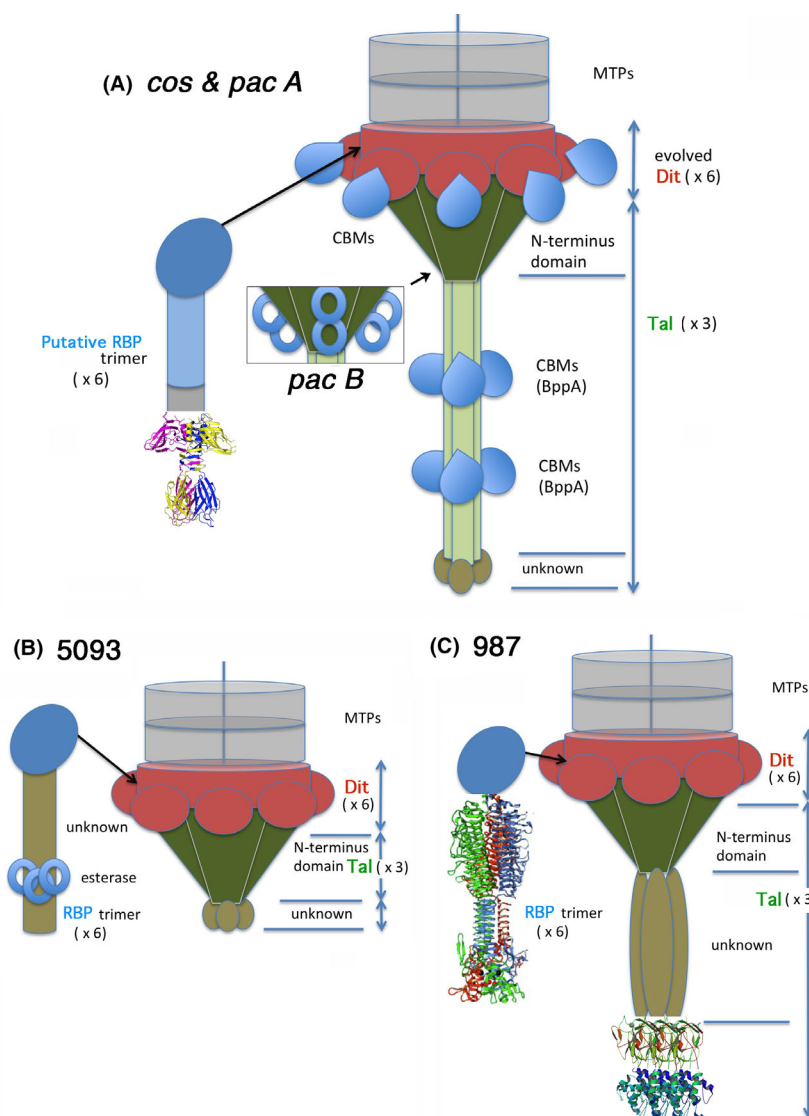 (A) cos & pac A
MTPs
evolved
Dit ( x 6)
CBMs
N-terminus
domain
Tal ( x 3)
Putative RBP
trimer
( x 6)
pac B
CBMs
(BppA)
CBMs
(BppA)
unknown
(B) 5093
MTPs
Dit
( x 6)
unknown
N-terminus
domain
Tal ( x 3)
esterase
RBP trimer
( x 6)
unknown
(C) 987
MTPs
Dit
( x 6)
N-terminus
domain
Tal ( x 3
RBP trimer
( x 6)
unknown